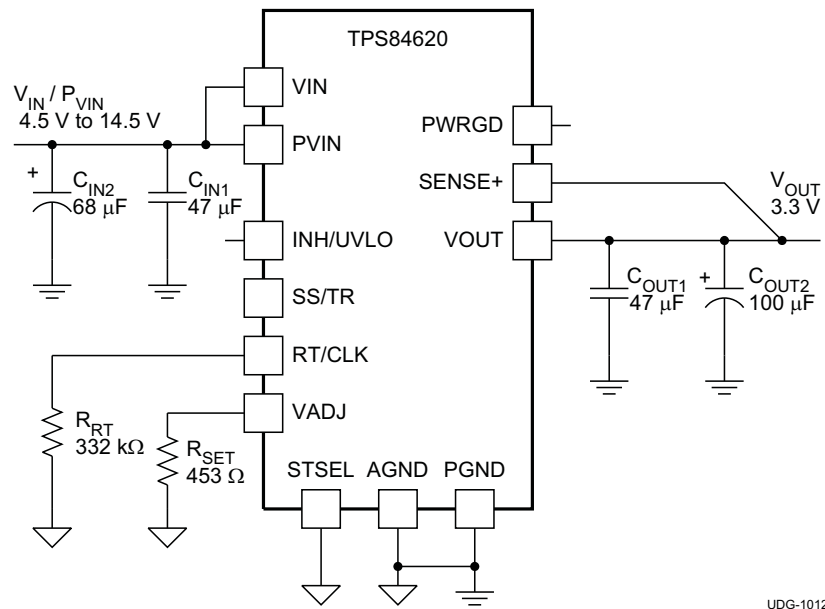 TPS84620
V_IN / P_VIN
4.5 V to 14.5 V
VIN
PVIN
PWRGD
SENSE+
VOUT
V_OUT
3.3 V
+
C_IN2
68 μF
C_IN1
47 μF
INH/UVLO
SS/TR
RT/CLK
VADJ
C_OUT1
47 μF
+
C_OUT2
100 μF
R_RT
332 kΩ
R_SET
453 Ω
STSEL
AGND
PGND
UDG-1012